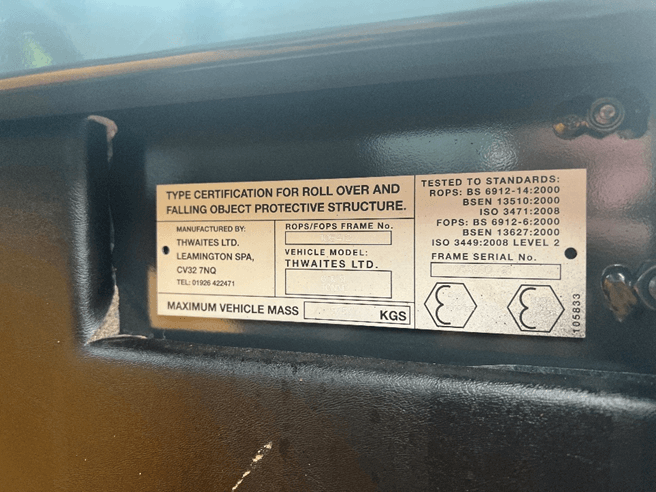 TYPE CERTIFICATION FOR ROLL OVER AND
FALLING OBJECT PROTECTIVE STRUCTURE.
MANUFACTURED BY:
THWAITES LTD.
LEAMINGTON SPA,
CV32 7NQ
TEL: 01926 422471
ROPS/FOPS FRAME No.
VEHICLE MODEL:
THWAITES LTD.
MAXIMUM VEHICLE MASS KGS
TESTED TO STANDARDS:
ROPS: BS 6912-14:2000
BSEN 13510:2000
ISO 3471:2008
FOPS: BS 6912-6:2000
BSEN 13627:2000
ISO 3449:2008 LEVEL 2
FRAME SERIAL No.
105833